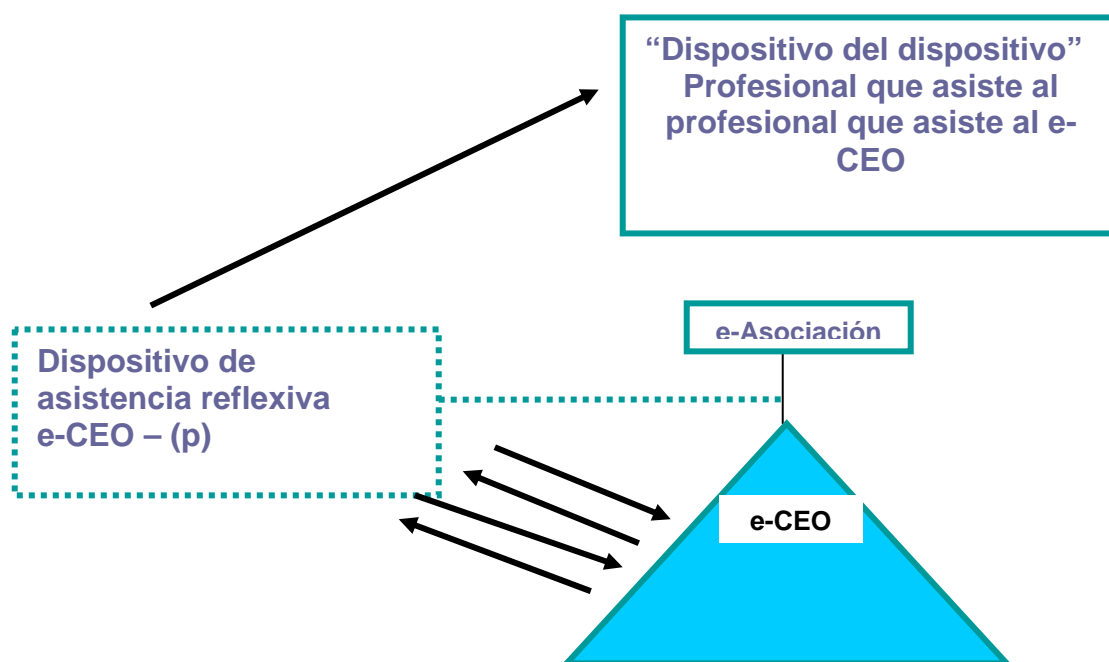 “Dispositivo del dispositivo”
Profesional que asiste al
profesional que asiste al e-
CEO
e-Asociación
Dispositivo de
asistencia reflexiva
e-CEO – (p)
e-CEO